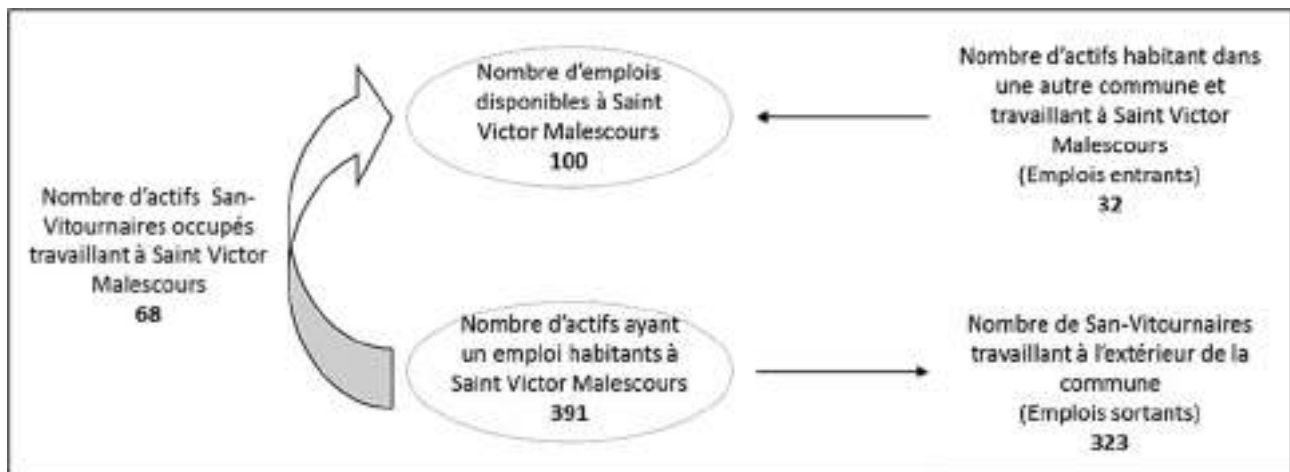 Nombre d'emplois
disponibles à Saint
Victor Malescours
100
Nombre d'actifs habitant dans
une autre commune et
travaillant à Saint Victor
Malescours
(Emplois entrants)
32
Nombre d'actifs San-
Vitournaires occupés
travaillant à Saint Victor
Malescours
68
Nombre d'actifs ayant
un emploi habitants à
Saint Victor Malescours
391
Nombre de San-Vitournaires
travaillant à l'extérieur de la
commune
(Emplois sortants)
323